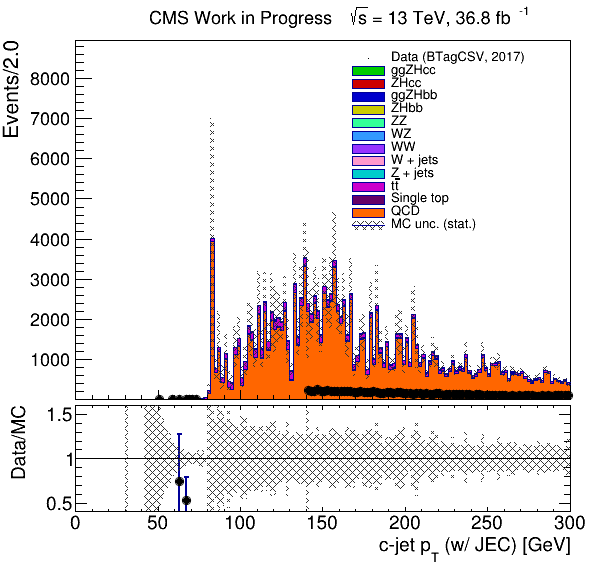 CMS Work in Progress √s = 13 TeV, 36.8 fb⁻¹
Events/2.0
8000
7000
6000
5000
4000
3000
2000
1000
Data (BTagCSV, 2017)
ggZHcc
ZHcc
ggZHbb
ZHbb
ZZ
WZ
WW
W + jets
Z + jets
tt̅
Single top
QCD
MC unc. (stat.)
Data/MC
1.5
1
0.5
0 50 100 150 200 250 300
c-jet p_T (w/ JEC) [GeV]